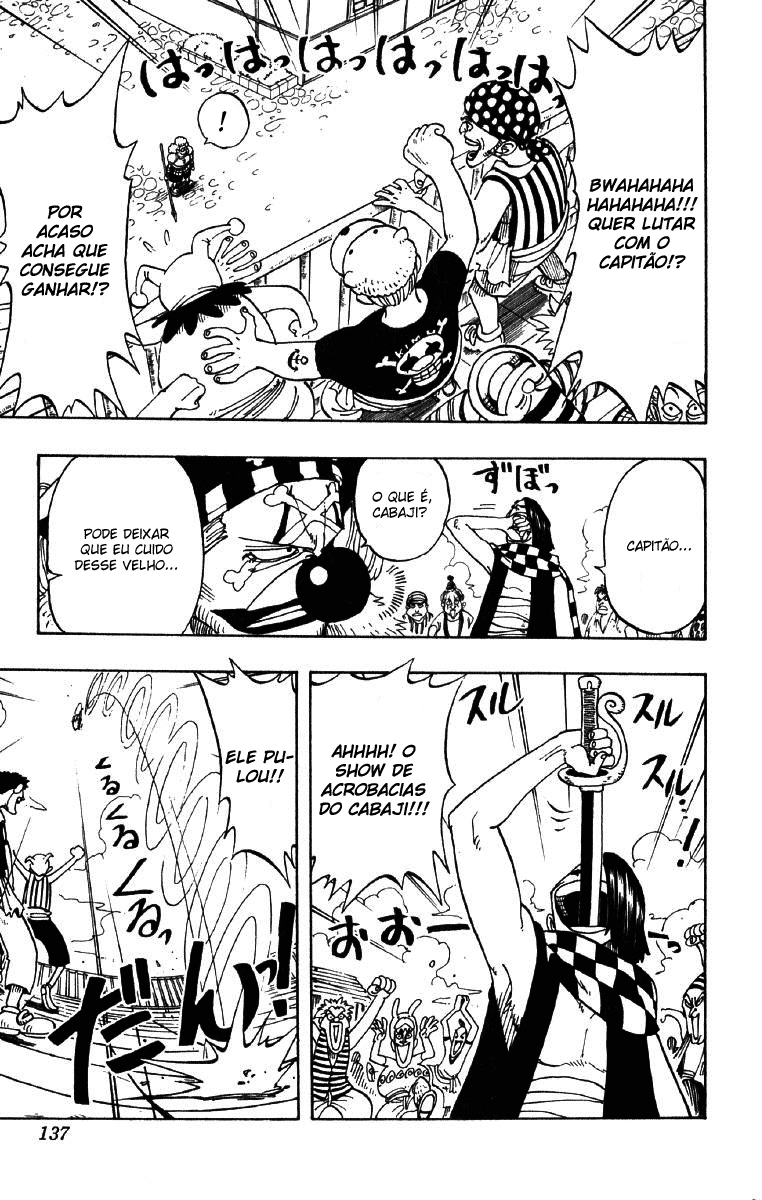 はっはっはっはっはっはっ
BWAHAHAHA
HAHAHAHA!!!
QUER LUTAR
COM O
CAPITÃO!?
!
POR
ACASO
ACHA QUE
CONSEGUE
GANHAR!?
CAPITÃO...
ずぼっ
O QUE É,
CABAJI?
PODE DEIXAR
QUE EU CUIDO
DESSE VELHO...
スル
スル
スル
!
AHHHH! O
SHOW DE
ACROBACIAS
DO CABAJI!!!
おおーーっ
ELE PU-
LOU!!
くるくるくるっ
だんっ!
137